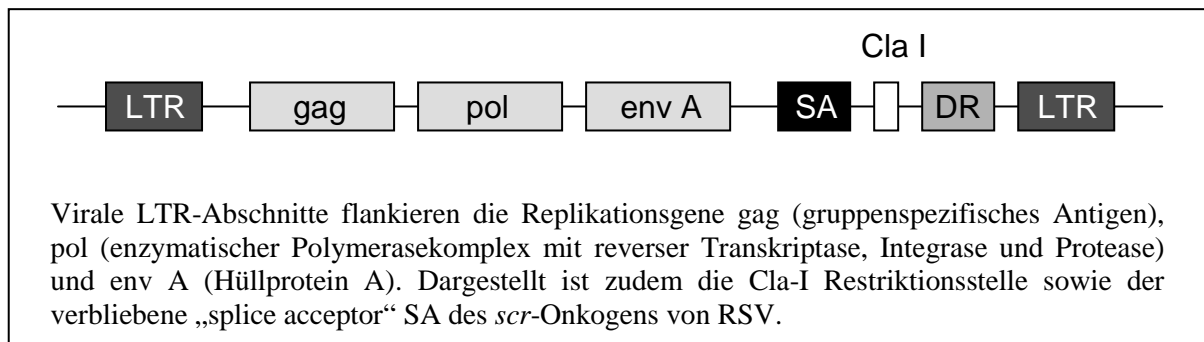 Cla I
LTR gag pol env A SA DR LTR
Virale LTR-Abschnitte flankieren die Replikationsgene gag (gruppenspezifisches Antigen),
pol (enzymatischer Polymerasekomplex mit reverser Transkriptase, Integrase und Protease)
und env A (Hüllprotein A). Dargestellt ist zudem die Cla-I Restriktionsstelle sowie der
verbliebene „splice acceptor“ SA des scr-Onkogens von RSV.